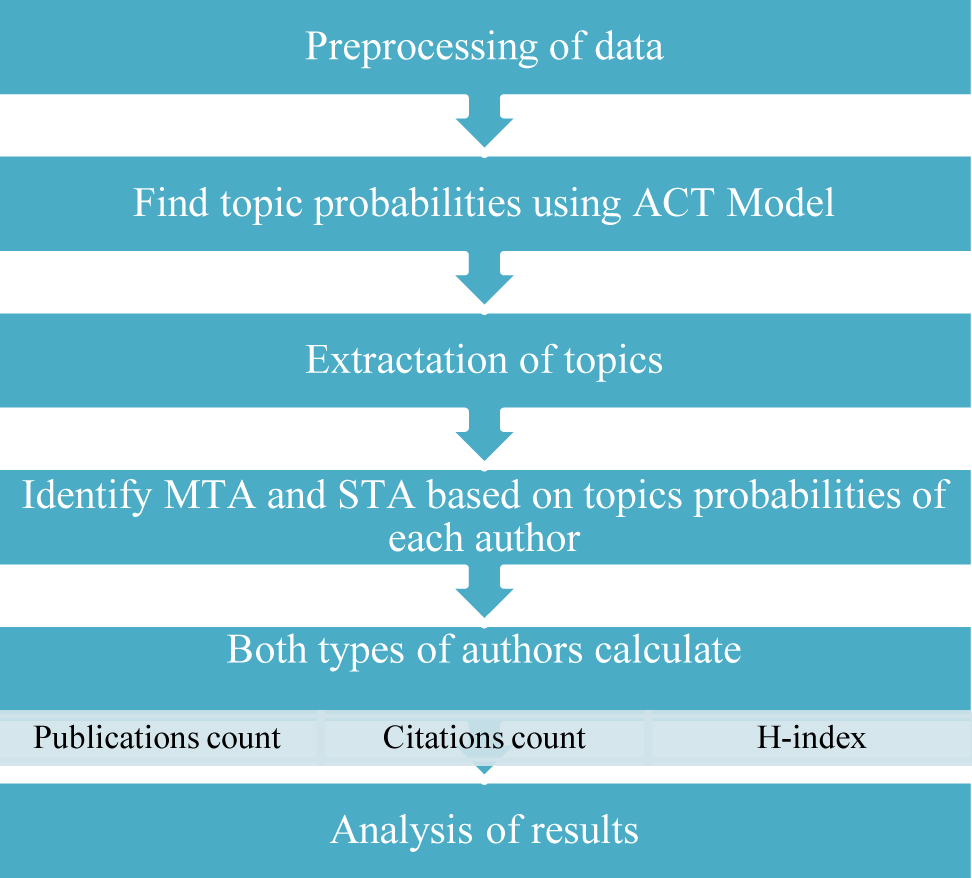 Preprocessing of data
Find topic probabilities using ACT Model
Extractation of topics
Identify MTA and STA based on topics probabilities of
each author
Both types of authors calculate
Publications count
Citations count
H-index
Analysis of results